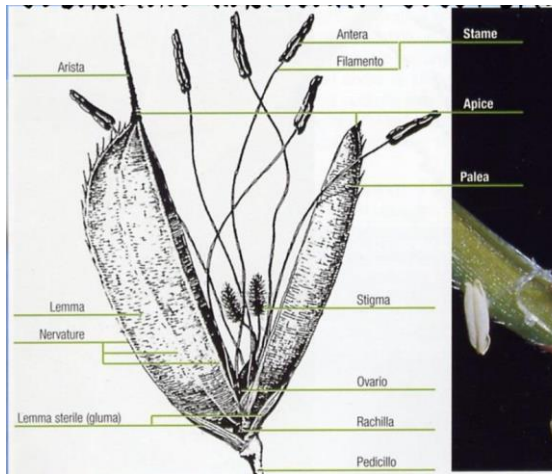 Antera
Stame
Filamento
Arista
Apice
Palea
Lemma
Stigma
Nervature
Ovario
Lemma sterile (gluma)
Rachilla
Pedicillo